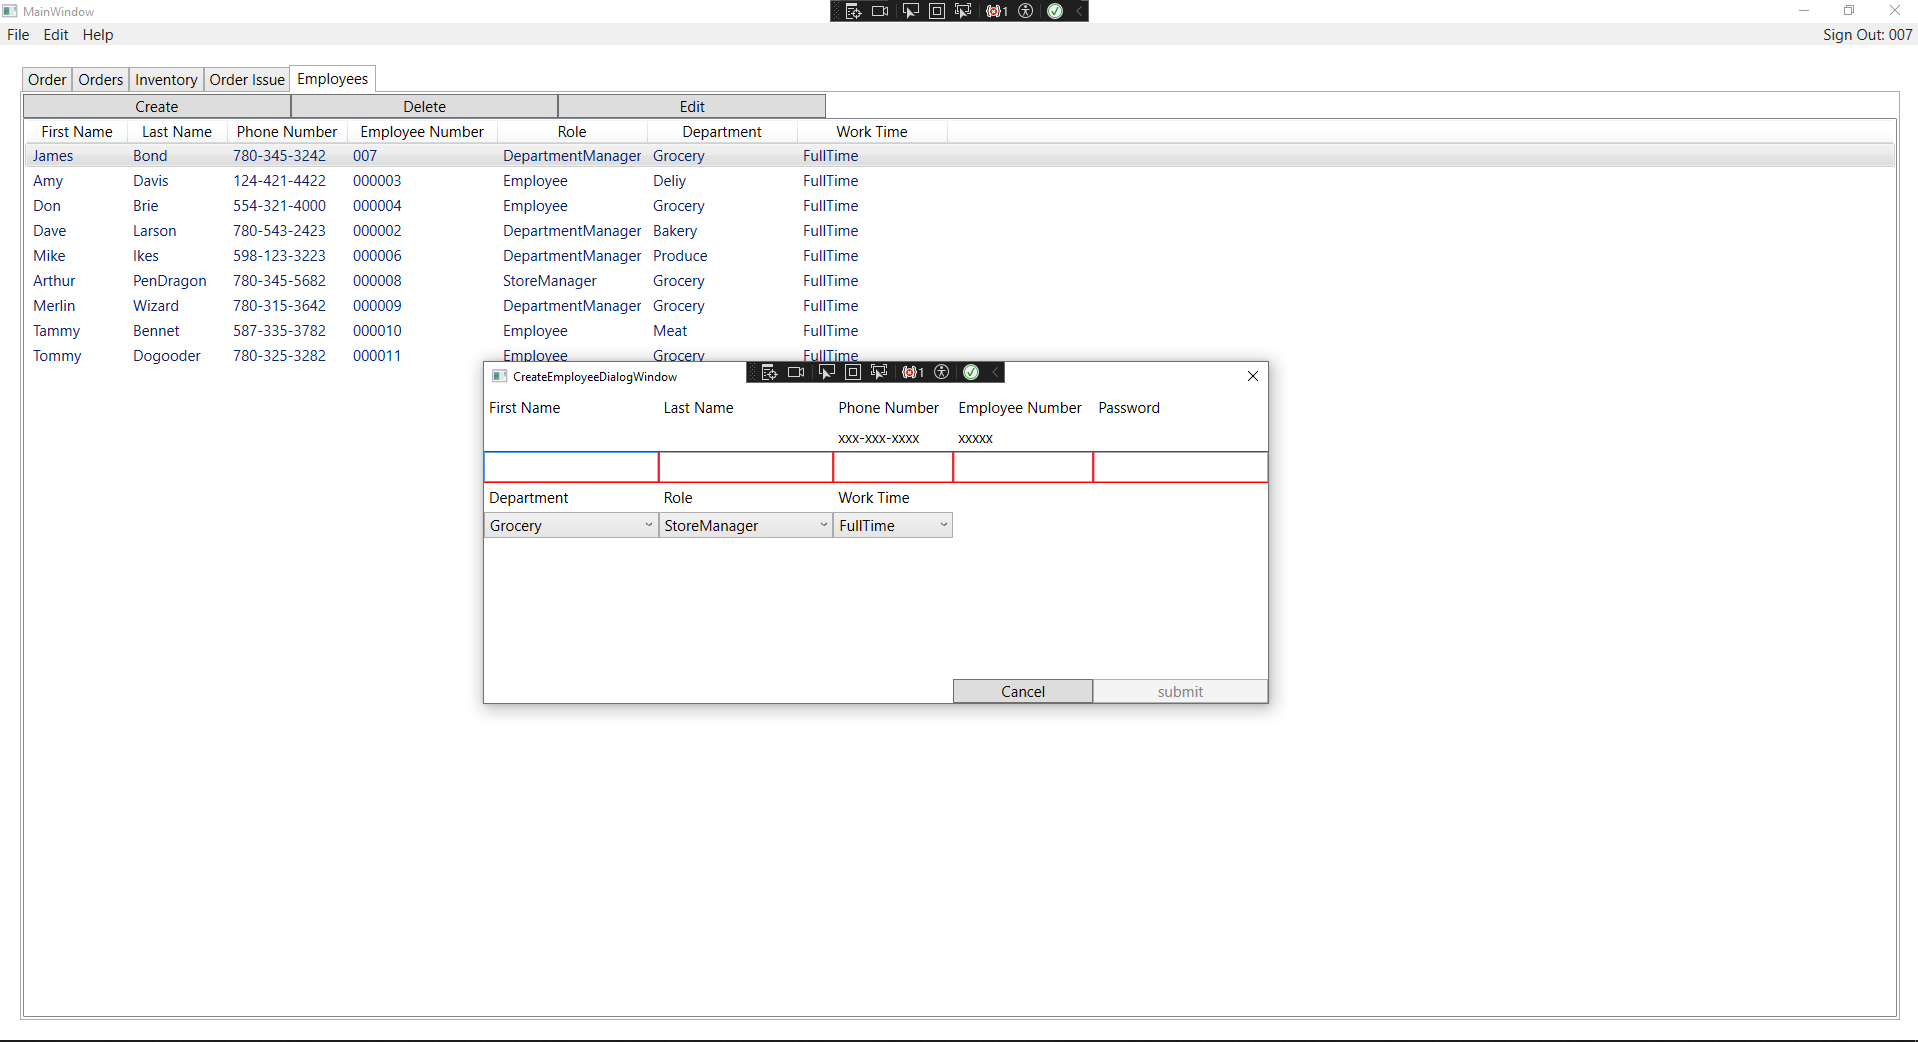 MainWindow
1
File Edit Help Sign Out: 007
Order Orders Inventory Order Issue Employees
Create Delete Edit
First Name Last Name Phone Number Employee Number Role Department Work Time
James Bond 780-345-3242 007 DepartmentManager Grocery FullTime
Amy Davis 124-421-4422 000003 Employee Deliy FullTime
Don Brie 554-321-4000 000004 Employee Grocery FullTime
Dave Larson 780-543-2423 000002 DepartmentManager Bakery FullTime
Mike Ikes 598-123-3223 000006 DepartmentManager Produce FullTime
Arthur PenDragon 780-345-5682 000008 StoreManager Grocery FullTime
Merlin Wizard 780-315-3642 000009 DepartmentManager Grocery FullTime
Tammy Bennet 587-335-3782 000010 Employee Meat FullTime
Tommy Dogooder 780-325-3282 000011 Employee Grocery FullTime
CreateEmployeeDialogWindow 1
First Name Last Name Phone Number Employee Number Password
xxx-xxx-xxxx xxxxx
Department Role Work Time
Grocery StoreManager FullTime
Cancel submit